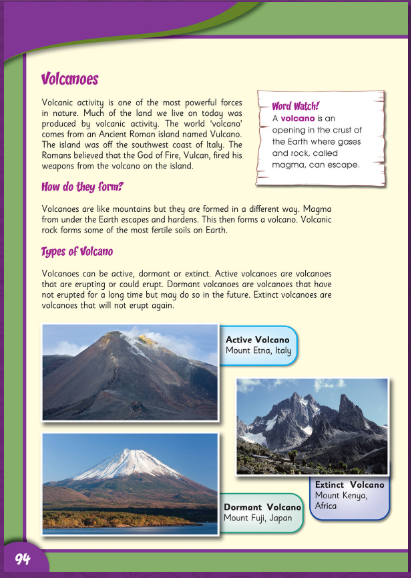 Volcanoes
Volcanic activity is one of the most powerful forces
in nature. Much of the land we live on today was
produced by volcanic activity. The world ‘volcano’
comes from an Ancient Roman island named Vulcano.
The island was off the southwest coast of Italy. The
Romans believed that the God of Fire, Vulcan, fired his
weapons from the volcano on the island.
Word Watch!
A volcano is an
opening in the crust of
the Earth where gases
and rock, called
magma, can escape.
How do they form?
Volcanoes are like mountains but they are formed in a different way. Magma
from under the Earth escapes and hardens. This then forms a volcano. Volcanic
rock forms some of the most fertile soils on Earth.
Types of Volcano
Volcanoes can be active, dormant or extinct. Active volcanoes are volcanoes
that are erupting or could erupt. Dormant volcanoes are volcanoes that have
not erupted for a long time but may do so in the future. Extinct volcanoes are
volcanoes that will not erupt again.
Active Volcano
Mount Etna, Italy
Extinct Volcano
Mount Kenya,
Africa
Dormant Volcano
Mount Fuji, Japan
94